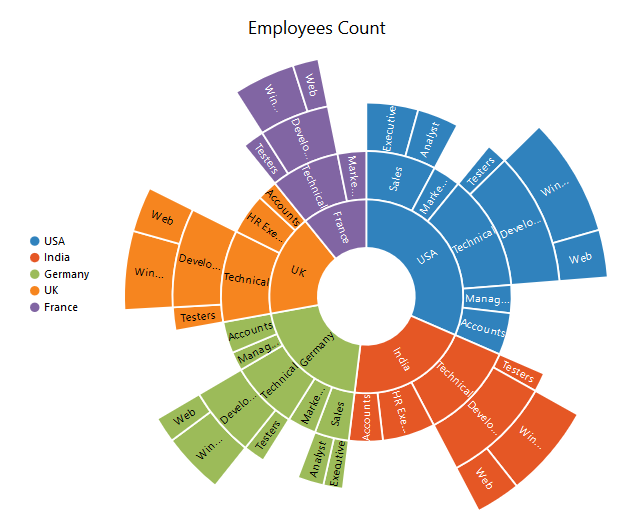 Employees Count
USA
India
Germany
UK
France
USA
Sales
Executive
Analyst
Marke...
Technical
Testers
Develo...
Win...
Web
Manag...
Accounts
India
Technical
Testers
Develo...
Win...
Web
HR Exe...
Accounts
Germany
Sales
Executive
Analyst
Marke...
Technical
Testers
Develo...
Win...
Web
Manag...
Accounts
UK
Technical
Testers
Develo...
Win...
Web
HR Exe...
Accounts
France
Technical
Testers
Develo...
Win...
Web
Marke...